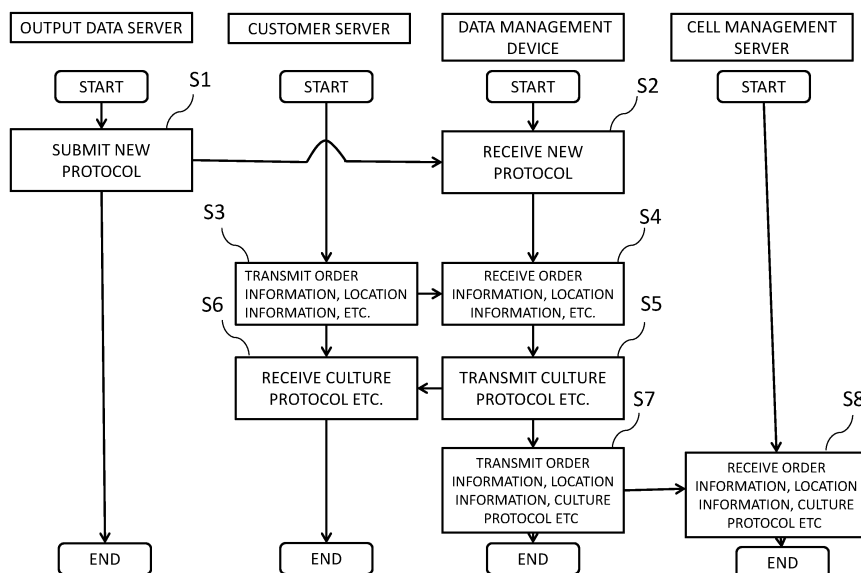 OUTPUT DATA SERVER
CUSTOMER SERVER
DATA MANAGEMENT
DEVICE
CELL MANAGEMENT
SERVER
START
START
START
START
S1
S2
SUBMIT NEW
PROTOCOL
RECEIVE NEW
PROTOCOL
S3
S4
TRANSMIT ORDER
INFORMATION, LOCATION
INFORMATION, ETC.
RECEIVE ORDER
INFORMATION, LOCATION
INFORMATION, ETC.
S6
S5
RECEIVE CULTURE
PROTOCOL ETC.
TRANSMIT CULTURE
PROTOCOL ETC.
S7
S8
TRANSMIT ORDER
INFORMATION, LOCATION
INFORMATION, CULTURE
PROTOCOL ETC
RECEIVE ORDER
INFORMATION, LOCATION
INFORMATION, CULTURE
PROTOCOL ETC
END
END
END
END